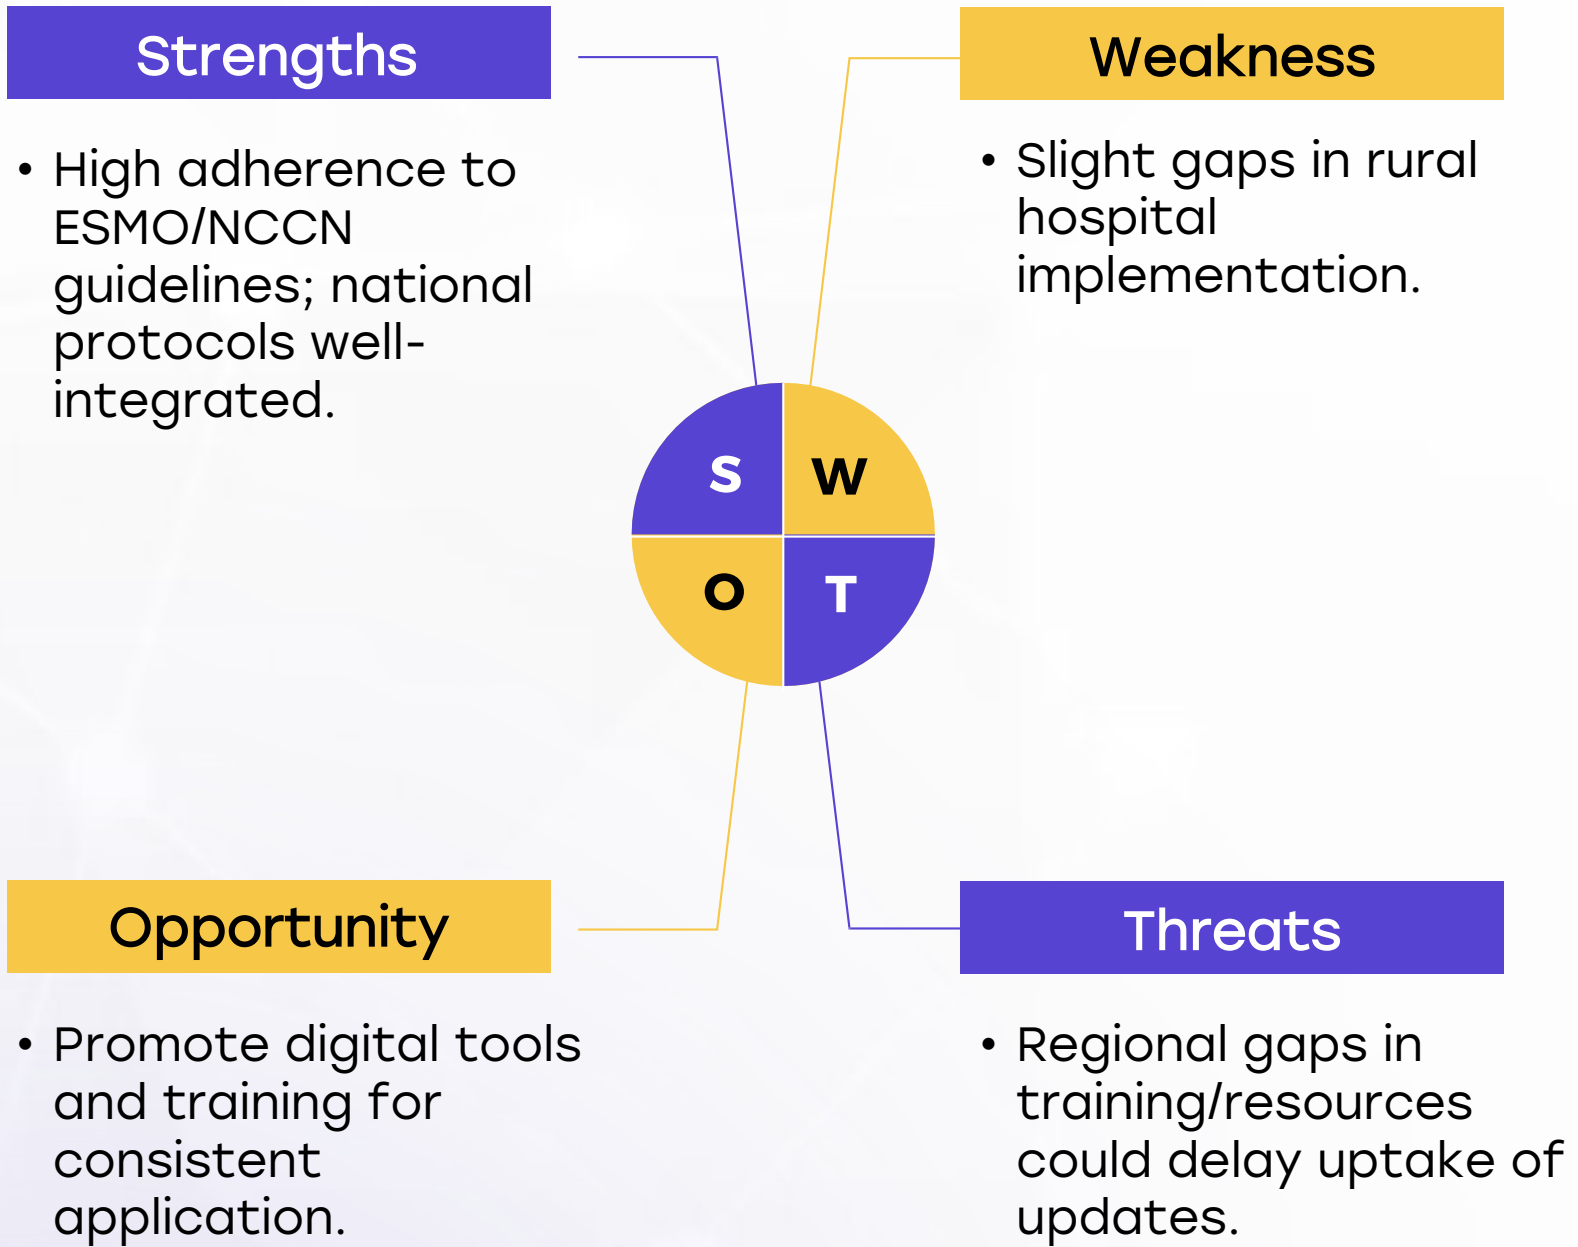 Strengths
• High adherence to
ESMO/NCCN
guidelines; national
protocols well-
integrated.
Weakness
• Slight gaps in rural
hospital
implementation.
S
W
O
T
Opportunity
• Promote digital tools
and training for
consistent
application.
Threats
• Regional gaps in
training/resources
could delay uptake of
updates.